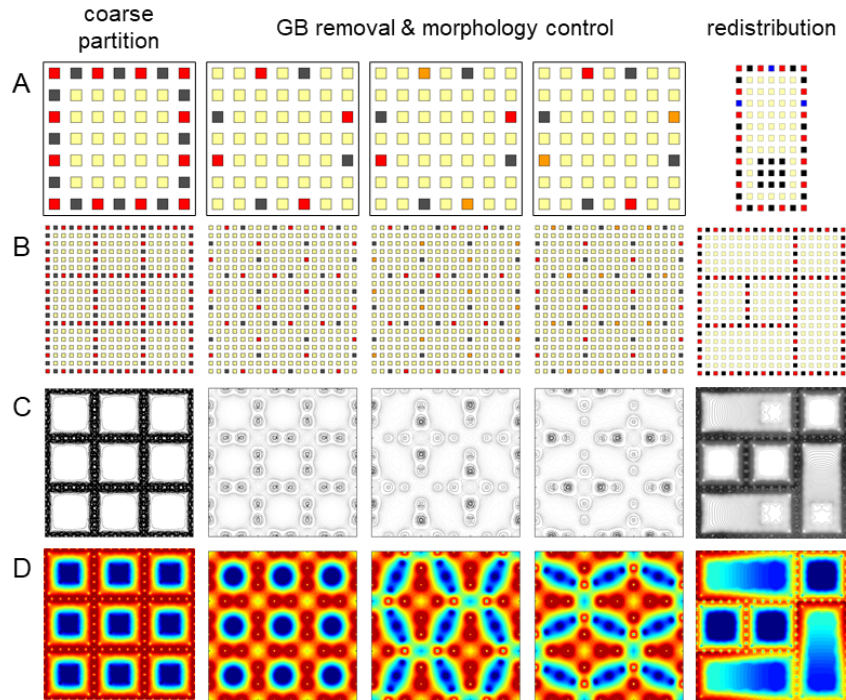 coarse
partition
GB removal & morphology control
redistribution
A
B
C
D